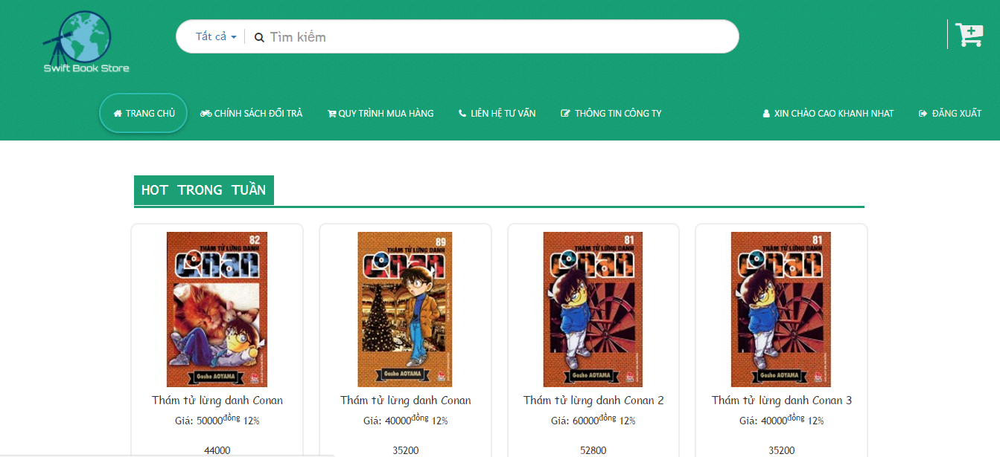 Swift Book Store
Tất cả
Tìm kiếm
TRANG CHỦ
CHÍNH SÁCH ĐỔI TRẢ
QUY TRÌNH MUA HÀNG
LIÊN HỆ TƯ VẤN
THÔNG TIN CÔNG TY
XIN CHÀO CAO KHANH NHAT
ĐĂNG XUẤT
HOT TRONG TUẦN
82
THÁM TỬ LỪNG DANH
Conan
Gosho AOYAMA
89
THÁM TỬ LỪNG DANH
Conan
Gosho AOYAMA
81
THÁM TỬ LỪNG DANH
Conan
Gosho AOYAMA
81
THÁM TỬ LỪNG DANH
Conan
Gosho AOYAMA
Thám tử lừng danh Conan
Giá: 50000đồng 12%
44000
Thám tử lừng danh Conan
Giá: 40000đồng 12%
35200
Thám tử lừng danh Conan 2
Giá: 60000đồng 12%
52800
Thám tử lừng danh Conan 3
Giá: 40000đồng 12%
35200